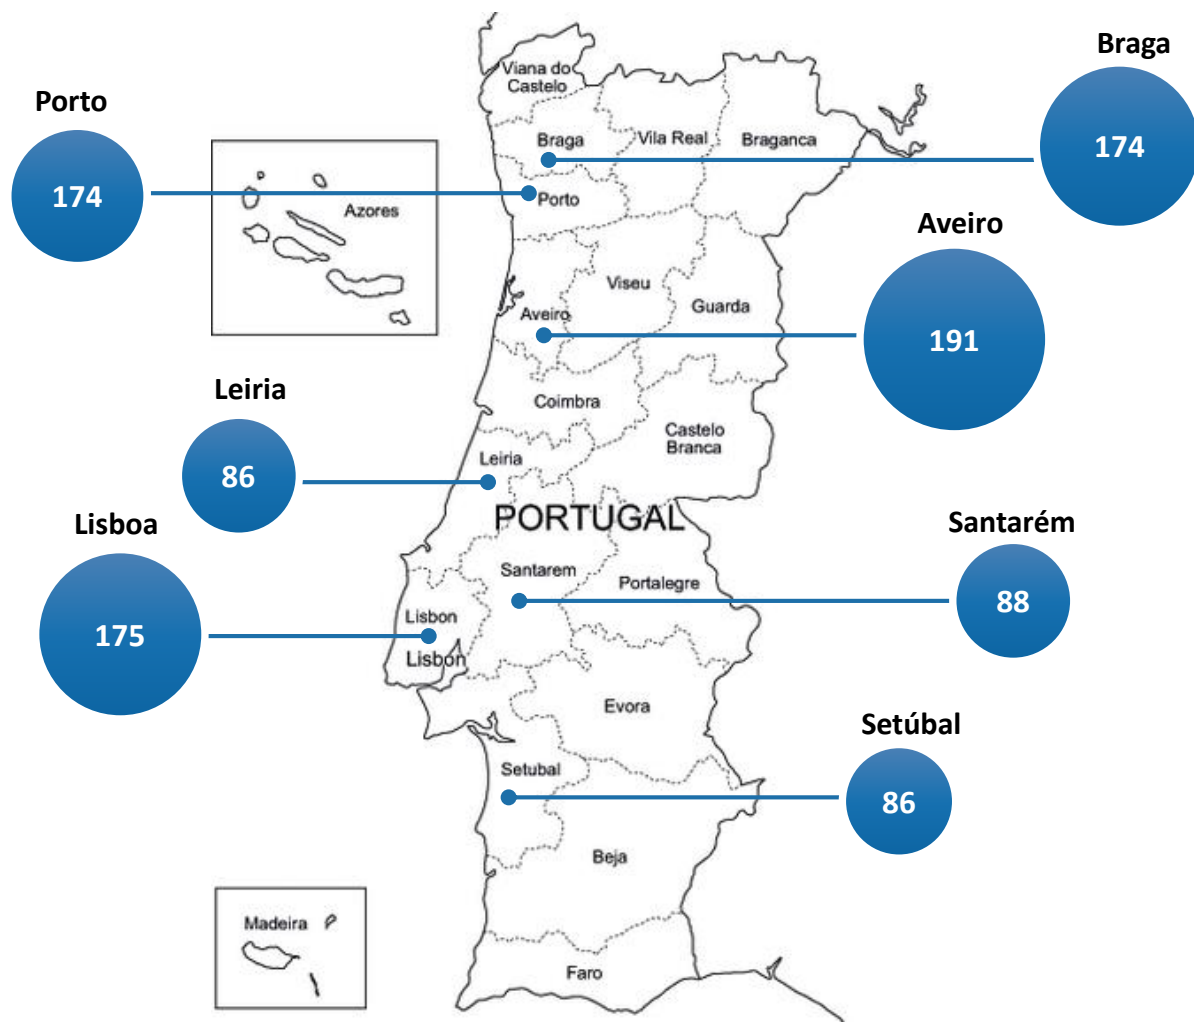 Braga
Porto
174
174
Viana do
Castelo
Braga
Vila Real
Braganca
Porto
Azores
Aveiro
191
Viseu
Guarda
Aveiro
Leiria
86
Coimbra
Castelo
Branca
Leiria
PORTUGAL
Lisboa
175
Santarém
88
Santarem
Portalegre
Lisbon
Lisbon
Evora
Setúbal
86
Setubal
Beja
Madeira
Faro